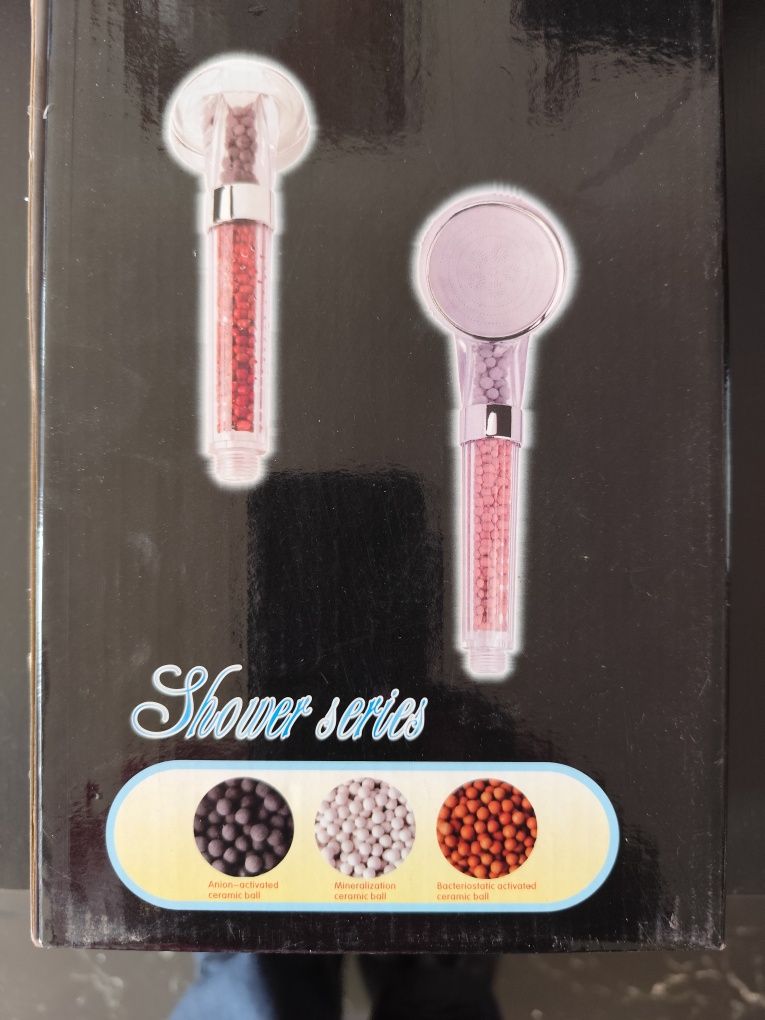 Shower series
Anion-activated
ceramic ball
Mineralization
ceramic ball
Bacteriostatic activated
ceramic ball